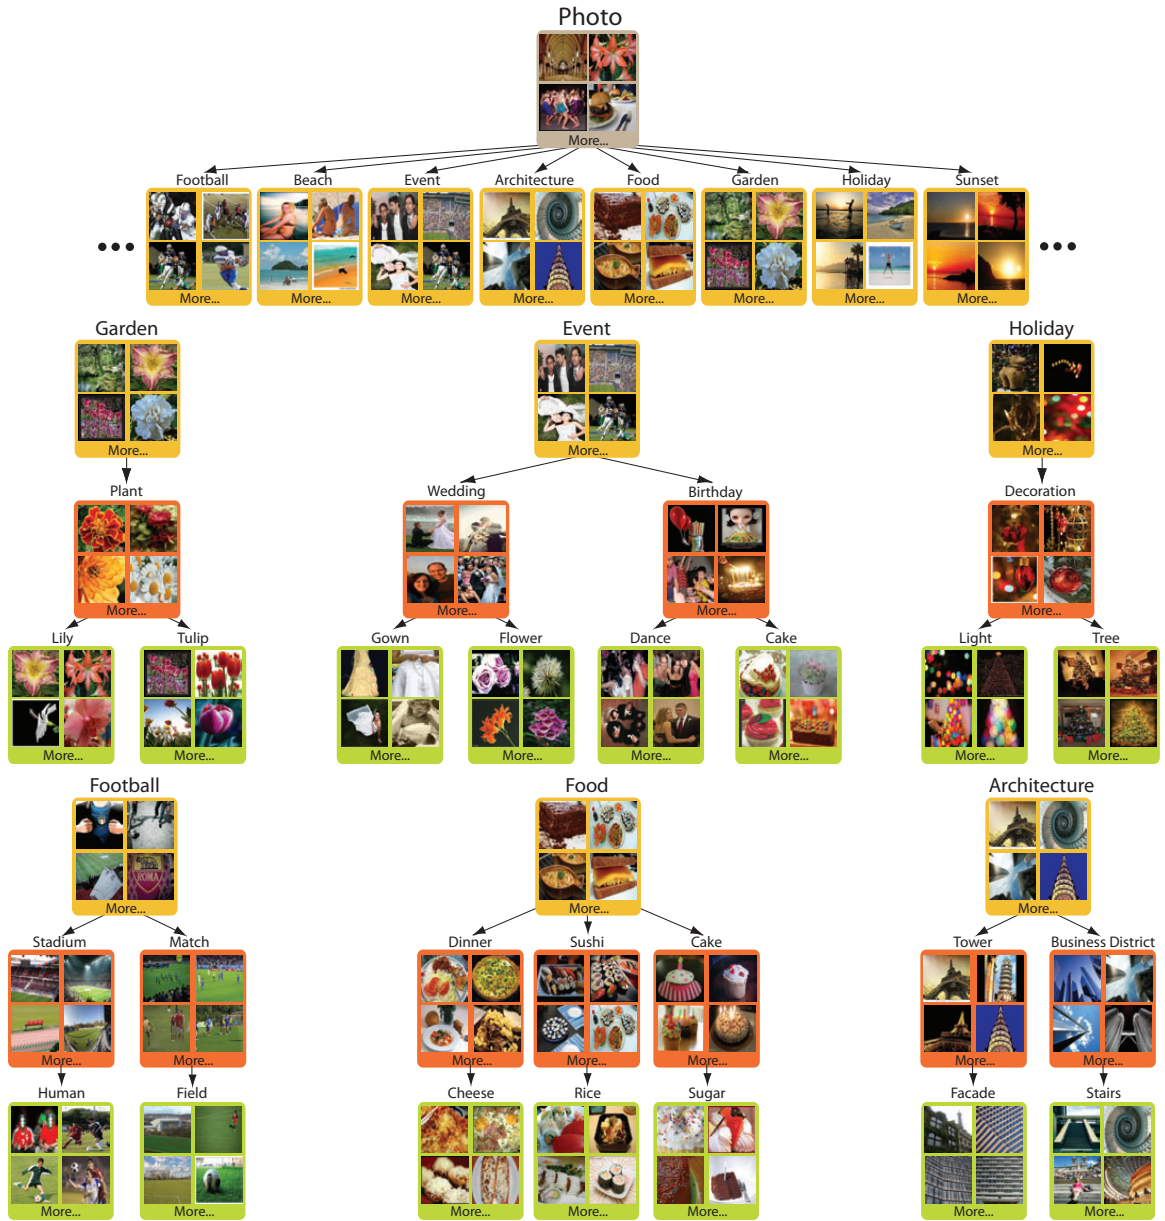 Photo
More...
Football Beach Event Architecture Food Garden Holiday Sunset
••• •••
More... More... More... More... More... More... More... More...
Garden Event Holiday
More... More... More...
Plant Wedding Birthday Decoration
More... More... More... More...
Lily Tulip Gown Flower Dance Cake Light Tree
More... More... More... More... More... More... More... More...
Football Food Architecture
ROMA
More... More... More...
Stadium Match Dinner Sushi Cake Tower Business District
More... More... More... More... More... More... More...
Human Field Cheese Rice Sugar Facade Stairs
More... More... More... More... More... More... More...